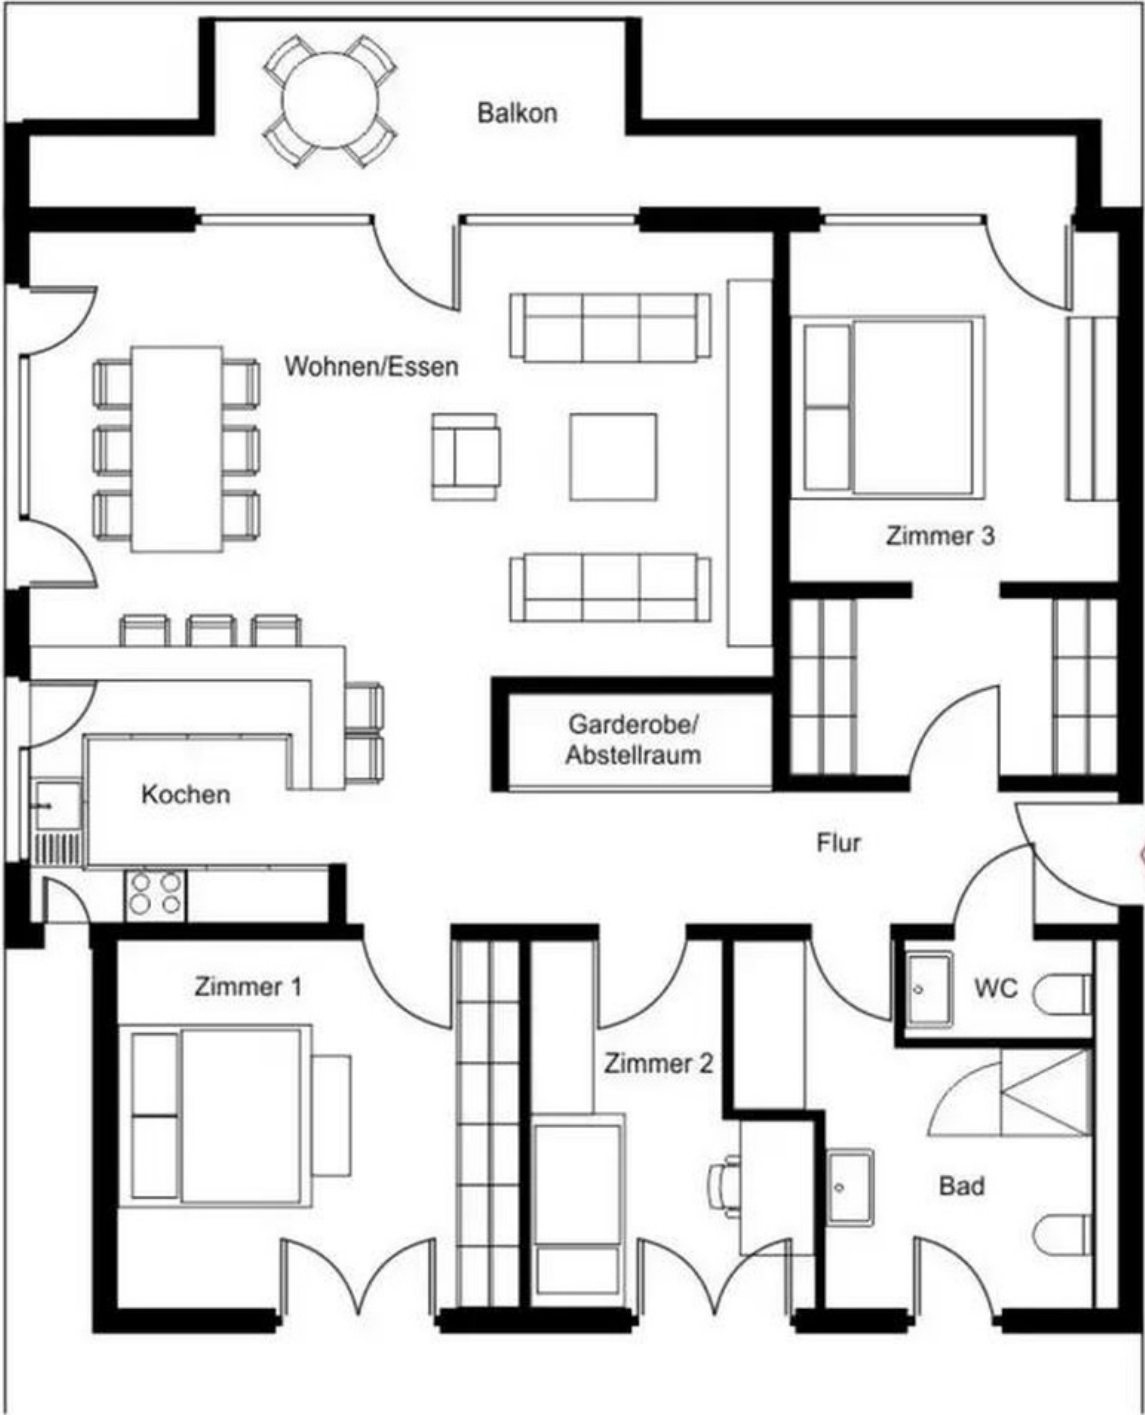 Balkon
Wohnen/Essen
Zimmer 3
Garderobe/
Abstellraum
Kochen
Flur
Zimmer 1
WC
Zimmer 2
Bad